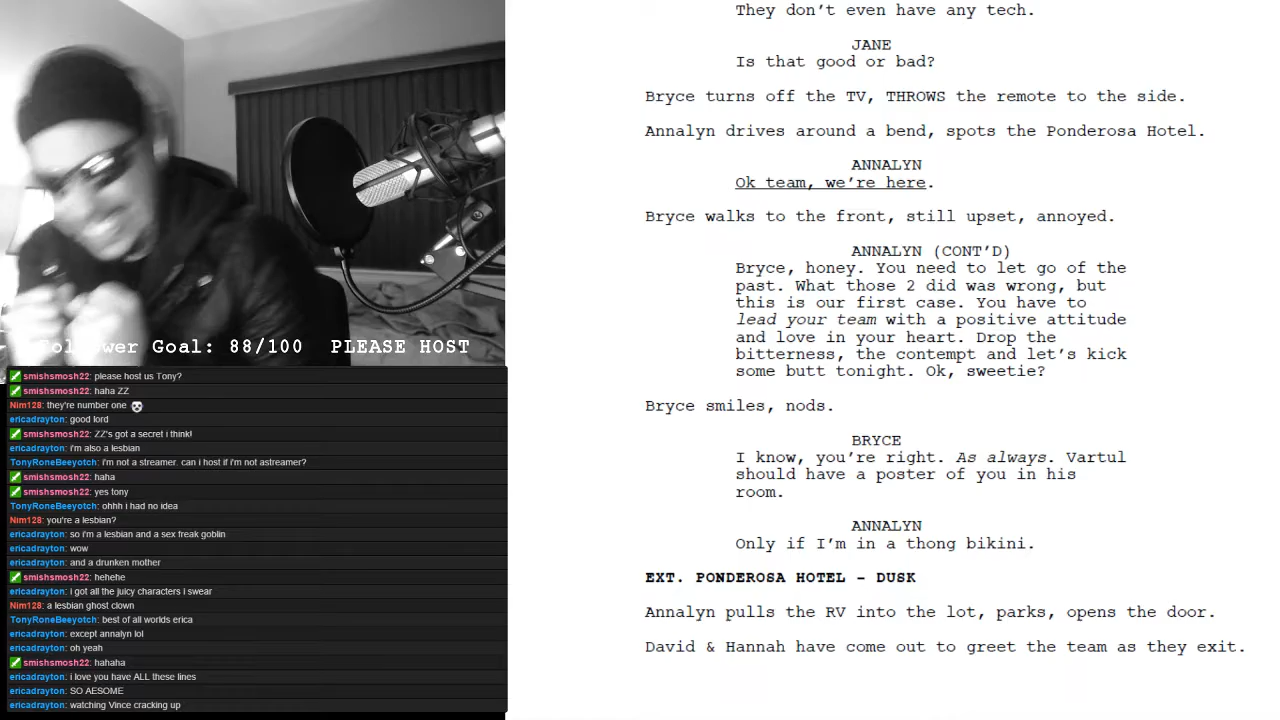 Follower Goal: 88/100 PLEASE HOST
smishsmosh22: please host us Tony?
smishsmosh22: haha ZZ
Nim128: they're number one
ericadrayton: good lord
smishsmosh22: ZZ's got a secret i think!
ericadrayton: i'm also a lesbian
TonyRoneBeeyotch: i'm not a streamer. can i host if i'm not astreamer?
smishsmosh22: haha
smishsmosh22: yes tony
TonyRoneBeeyotch: ohhh i had no idea
Nim128: you're a lesbian?
ericadrayton: so i'm a lesbian and a sex freak goblin
ericadrayton: wow
ericadrayton: and a drunken mother
smishsmosh22: hehehe
ericadrayton: i got all the juicy characters i swear
Nim128: a lesbian ghost clown
TonyRoneBeeyotch: best of all worlds erica
ericadrayton: except annalyn lol
ericadrayton: oh yeah
smishsmosh22: hahaha
ericadrayton: i love you have ALL these lines
ericadrayton: SO AESOME
ericadrayton: watching Vince cracking up
They don't even have any tech.
JANE
Is that good or bad?
Bryce turns off the TV, THROWS the remote to the side.
Annalyn drives around a bend, spots the Ponderosa Hotel.
ANNALYN
Ok team, we're here.
Bryce walks to the front, still upset, annoyed.
ANNALYN (CONT'D)
Bryce, honey. You need to let go of the
past. What those 2 did was wrong, but
this is our first case. You have to
lead your team with a positive attitude
and love in your heart. Drop the
bitterness, the contempt and let's kick
some butt tonight. Ok, sweetie?
Bryce smiles, nods.
BRYCE
I know, you're right. As always. Vartul
should have a poster of you in his
room.
ANNALYN
Only if I'm in a thong bikini.
EXT. PONDEROSA HOTEL - DUSK
Annalyn pulls the RV into the lot, parks, opens the door.
David & Hannah have come out to greet the team as they exit.